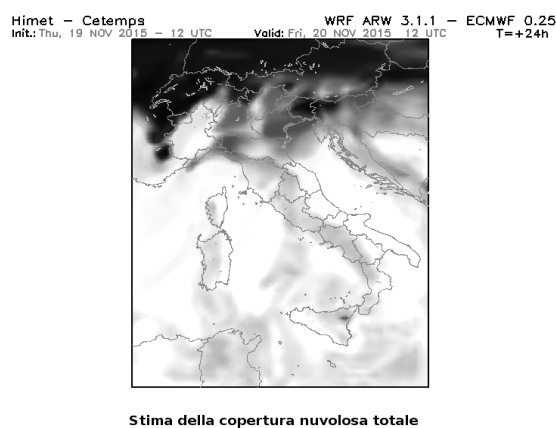 Himet – Cetemps WRF ARW 3.1.1 – ECMWF 0.25
Init.: Thu, 19 NOV 2015 – 12 UTC Valid: Fri, 20 NOV 2015 12 UTC T=+24h
Stima della copertura nuvolosa totale